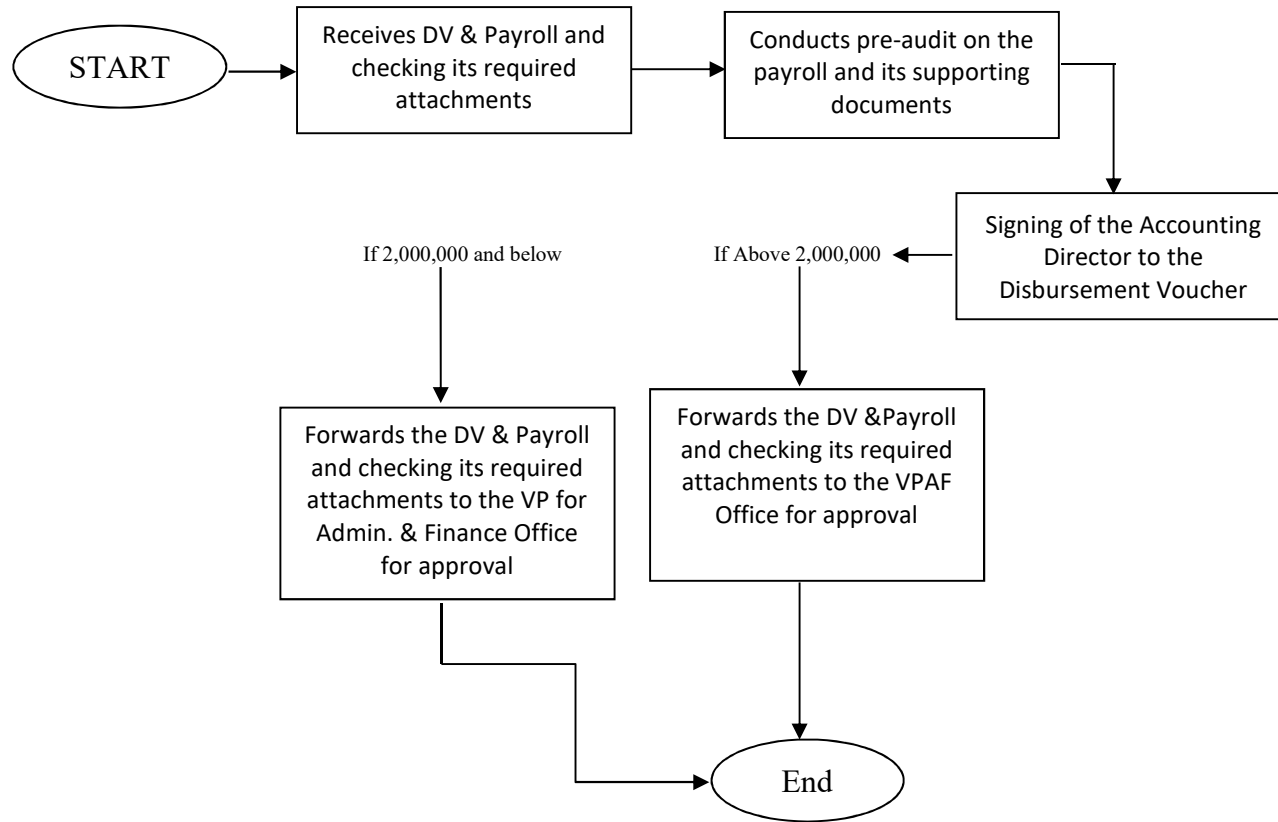 START
Receives DV & Payroll and
checking its required
attachments
Conducts pre-audit on the
payroll and its supporting
documents
Signing of the Accounting
Director to the
Disbursement Voucher
If 2,000,000 and below
If Above 2,000,000
Forwards the DV & Payroll
and checking its required
attachments to the VP for
Admin. & Finance Office
for approval
Forwards the DV &Payroll
and checking its required
attachments to the VPAF
Office for approval
End